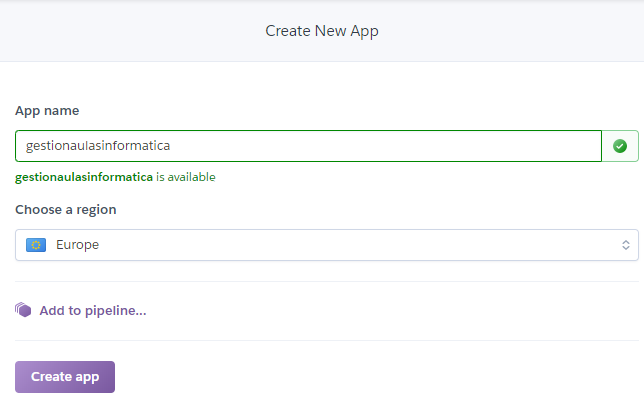 Create New App
App name
gestionaulasinformatica
gestionaulasinformatica is available
Choose a region
Europe
Add to pipeline...
Create app